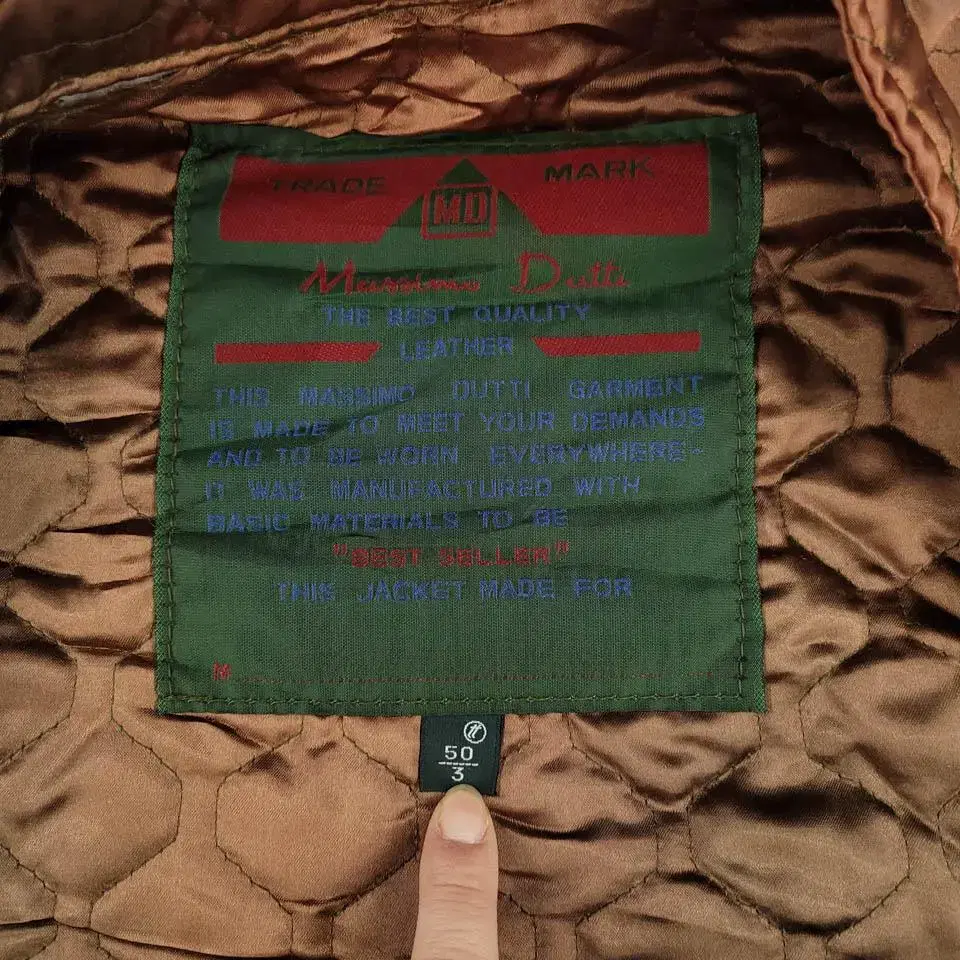 TRADE MARK
MD
Massimo Dutti
THE BEST QUALITY
LEATHER
THIS MASSIMO DUTTI GARMENT
IS MADE TO MEET YOUR DEMANDS
AND TO BE WORN EVERYWHERE-
IT WAS MANUFACTURED WITH
BASIC MATERIALS TO BE
"BEST SELLER"
THIS JACKET MADE FOR
M
tt
50
3